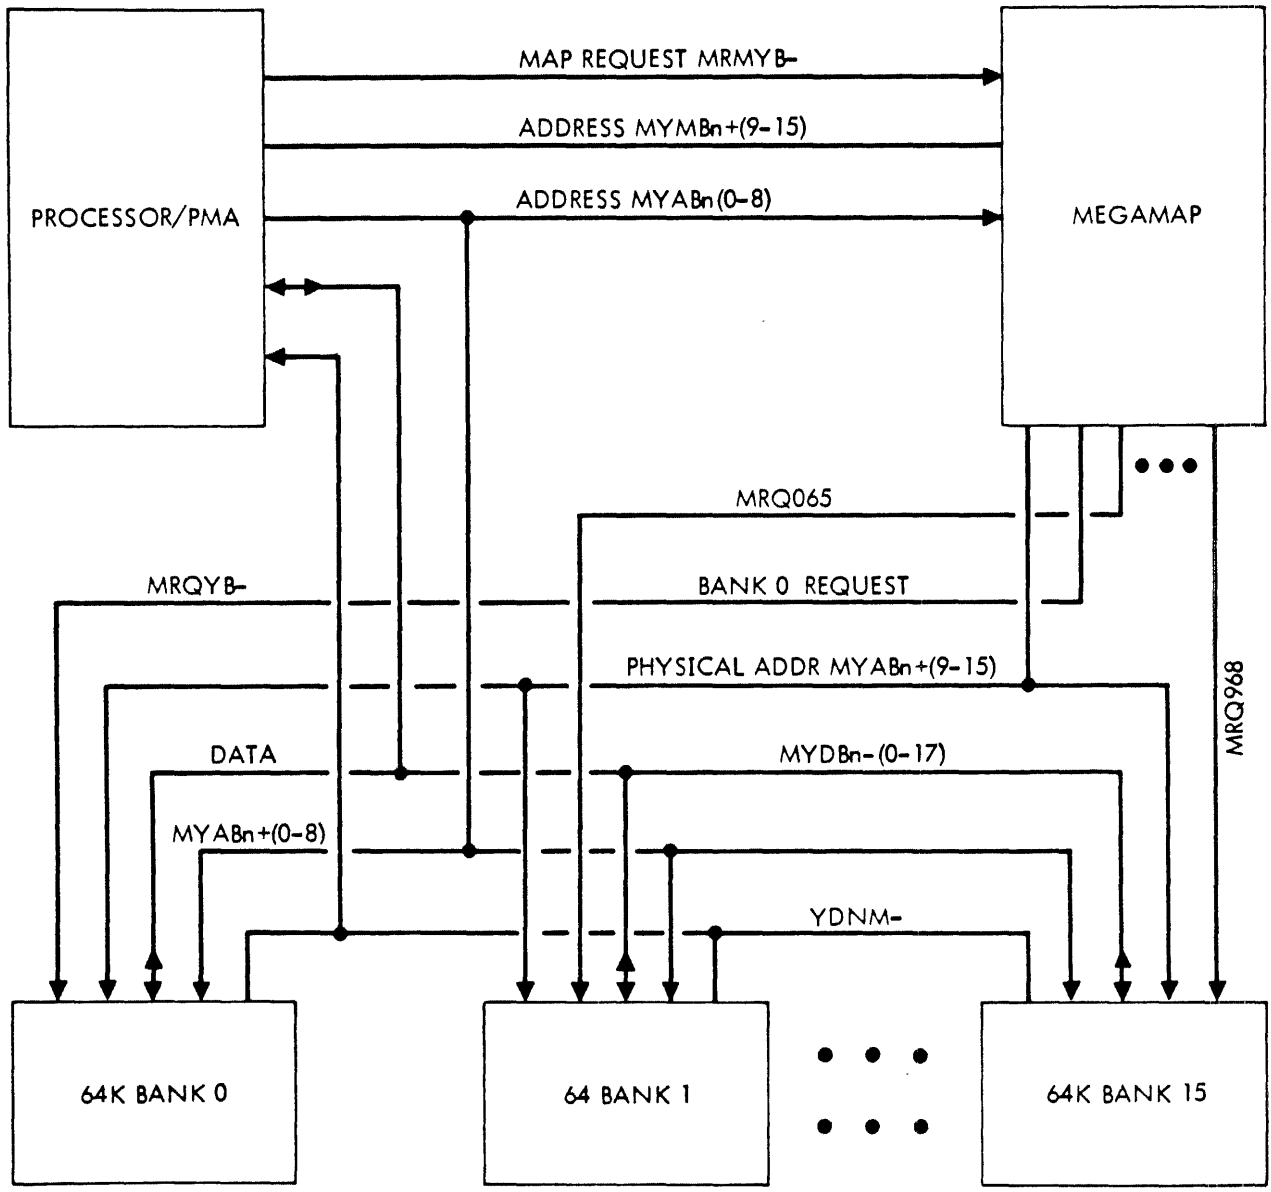 MAP REQUEST MRMYB-
ADDRESS MYMBn+(9-15)
ADDRESS MYABn(0-8)
PROCESSOR/PMA
MEGAMAP
MRQ065
MRQYB-
BANK 0 REQUEST
PHYSICAL ADDR MYABn+(9-15)
MRQ968
DATA
MYDBn-(0-17)
MYABn+(0-8)
YDNM-
64K BANK 0
64 BANK 1
64K BANK 15